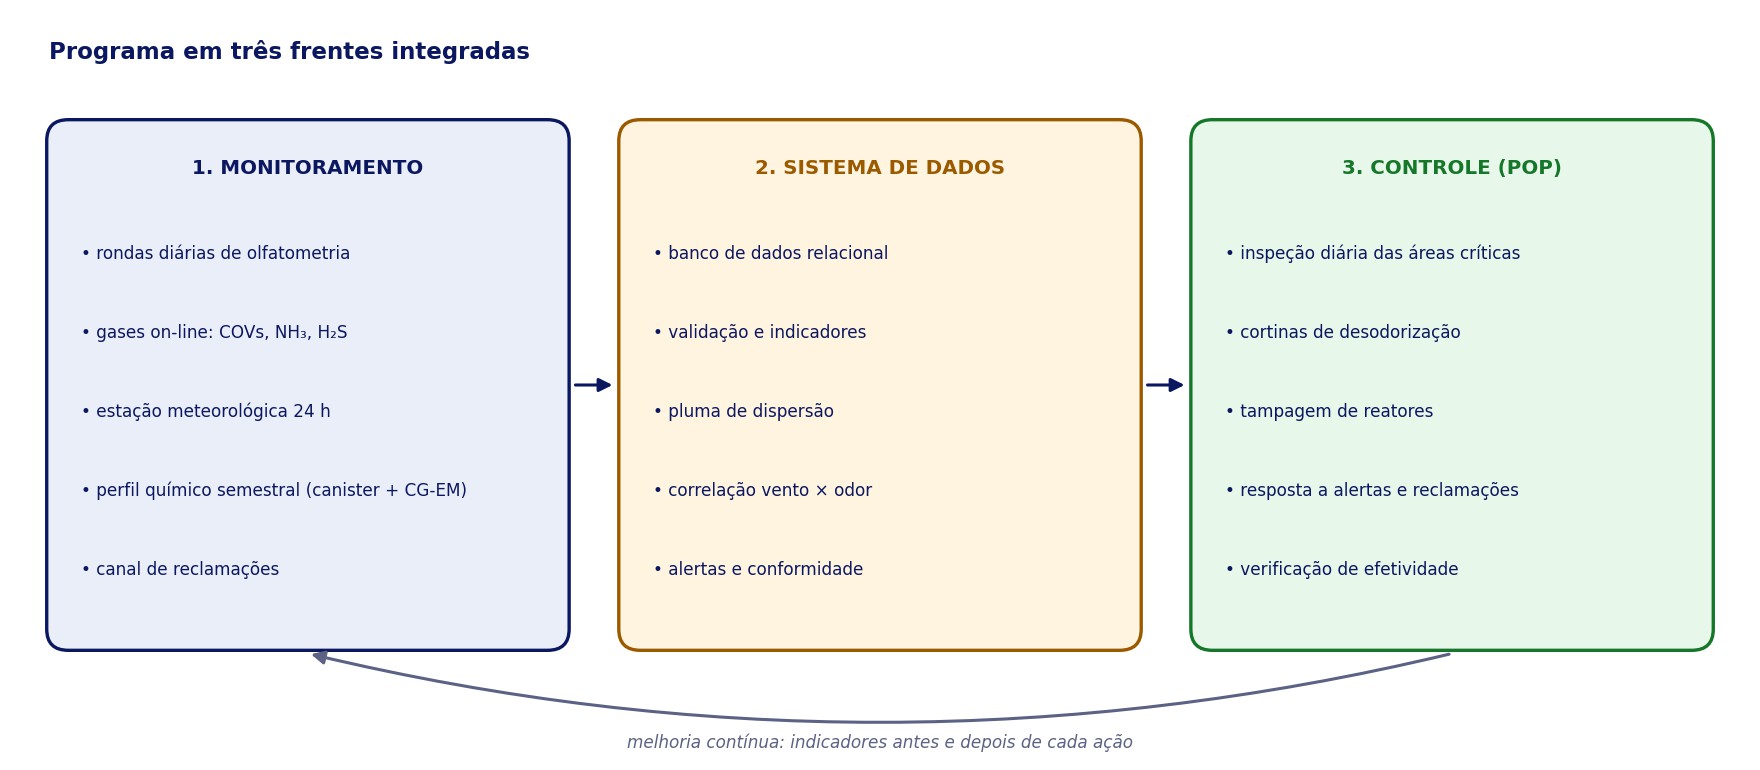 Programa em três frentes integradas
1. MONITORAMENTO
• rondas diárias de olfatometria
• gases on-line: COVs, NH₃, H₂S
• estação meteorológica 24 h
• perfil químico semestral (canister + CG-EM)
• canal de reclamações
2. SISTEMA DE DADOS
• banco de dados relacional
• validação e indicadores
• pluma de dispersão
• correlação vento × odor
• alertas e conformidade
3. CONTROLE (POP)
• inspeção diária das áreas críticas
• cortinas de desodorização
• tampagem de reatores
• resposta a alertas e reclamações
• verificação de efetividade
melhoria contínua: indicadores antes e depois de cada ação